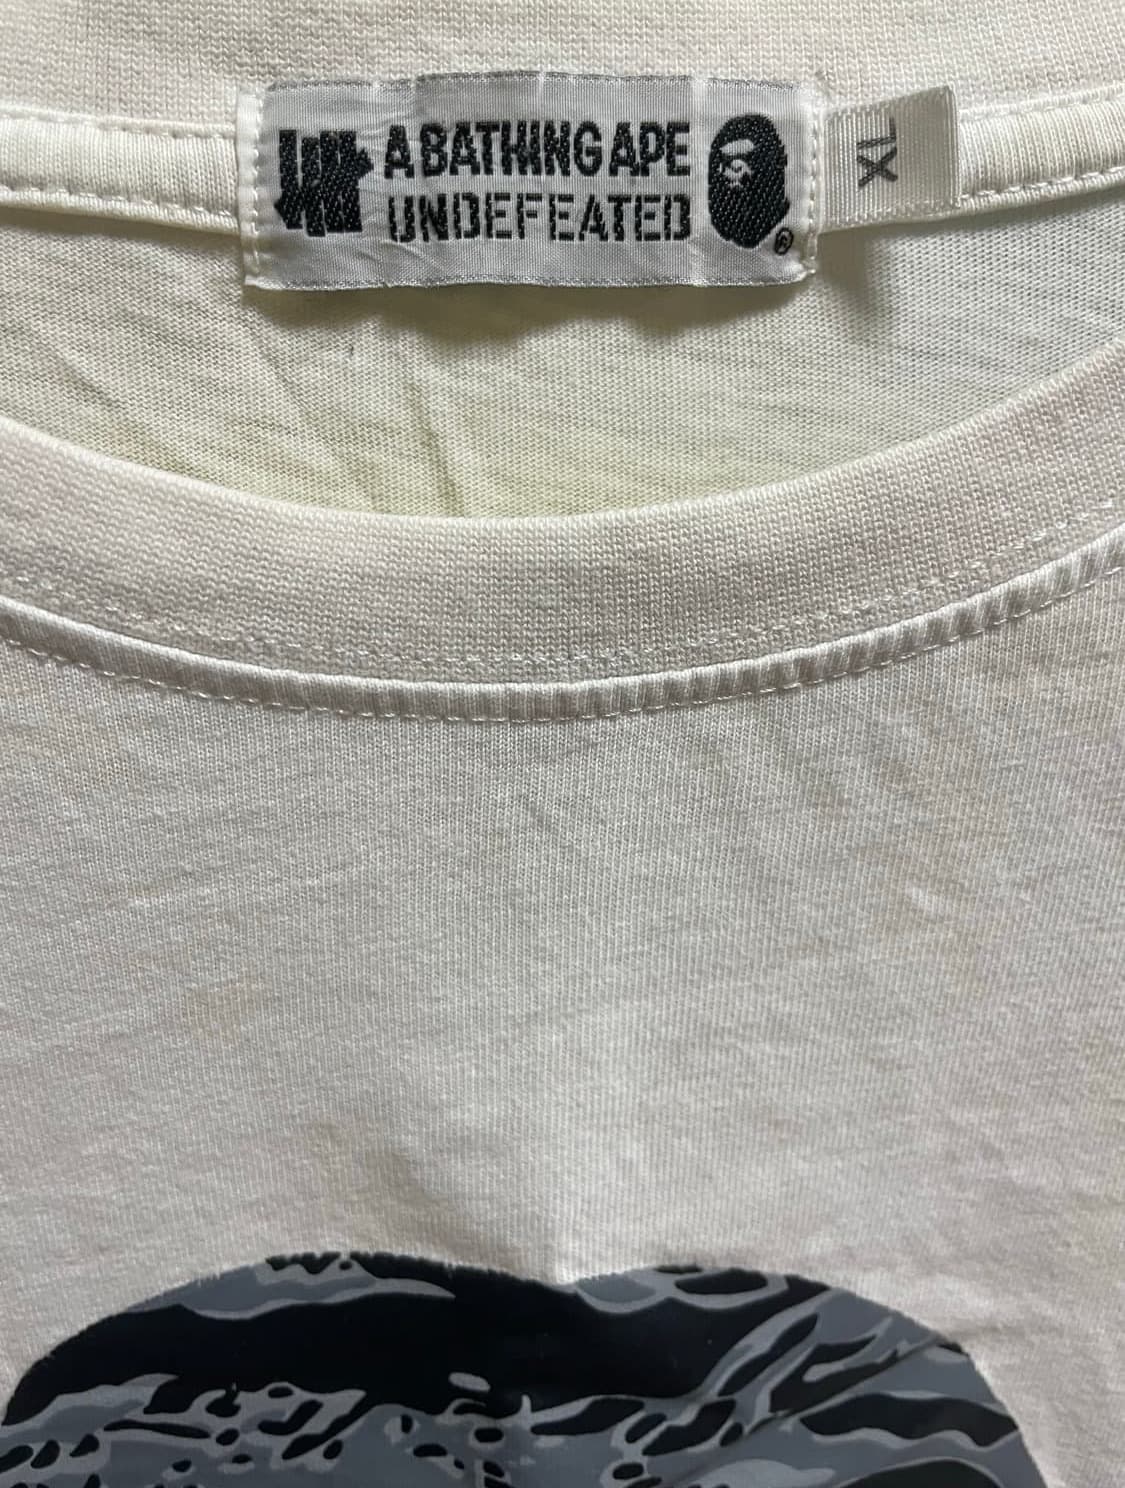 A BATHING APE
UNDEFEATED
®
XL